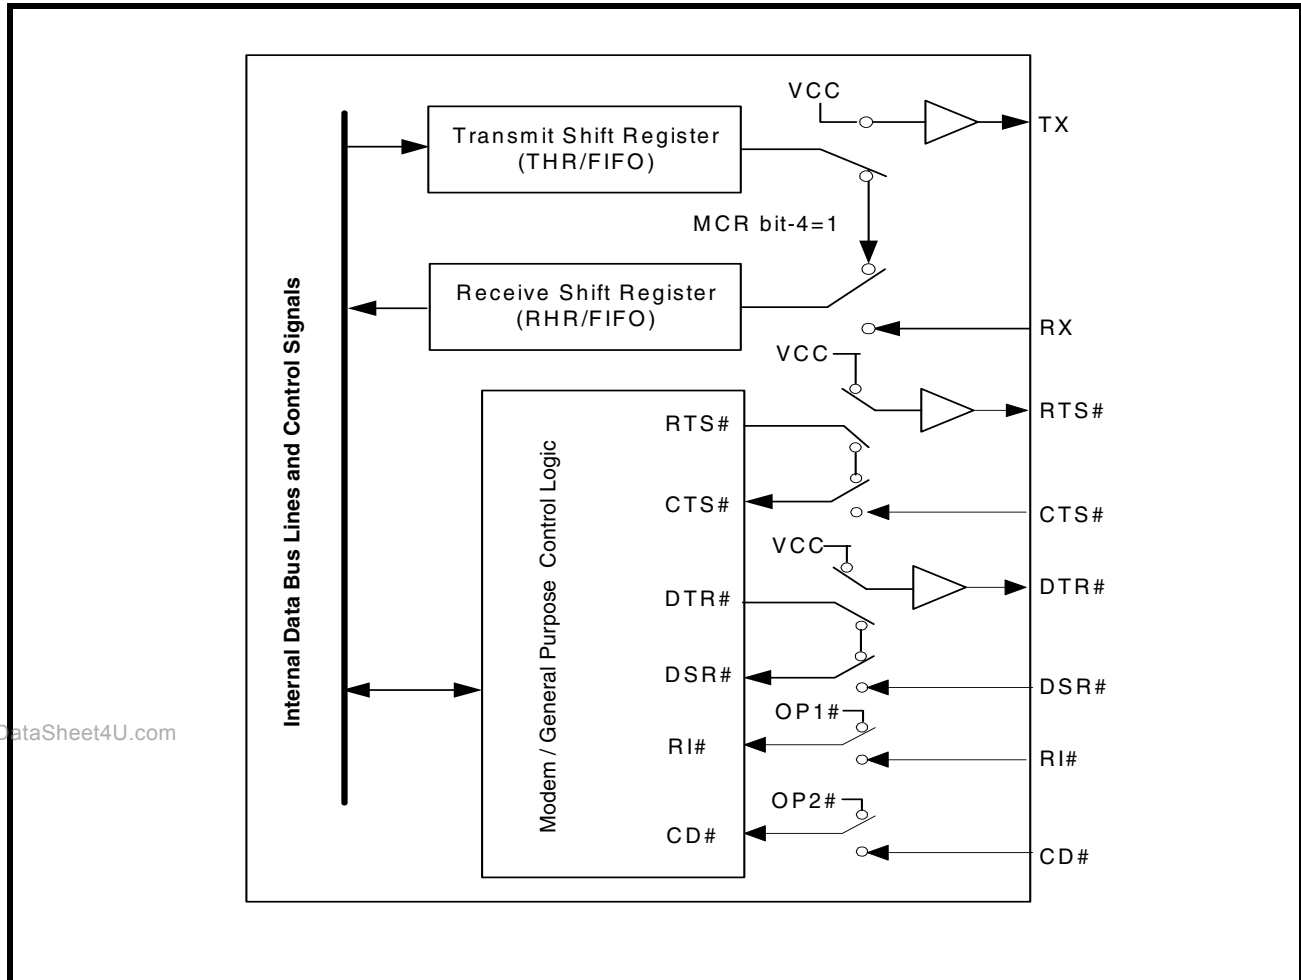 VCC
TX
Transmit Shift Register
(THR/FIFO)
MCR bit-4=1
Receive Shift Register
(RHR/FIFO)
RX
VCC
RTS#
RTS#
CTS#
CTS#
VCC
DTR#
DTR#
DSR#
DSR#
OP1#
RI#
RI#
OP2#
CD#
CD#
Internal Data Bus Lines and Control Signals
Modem / General Purpose Control Logic
DataSheet4U.com